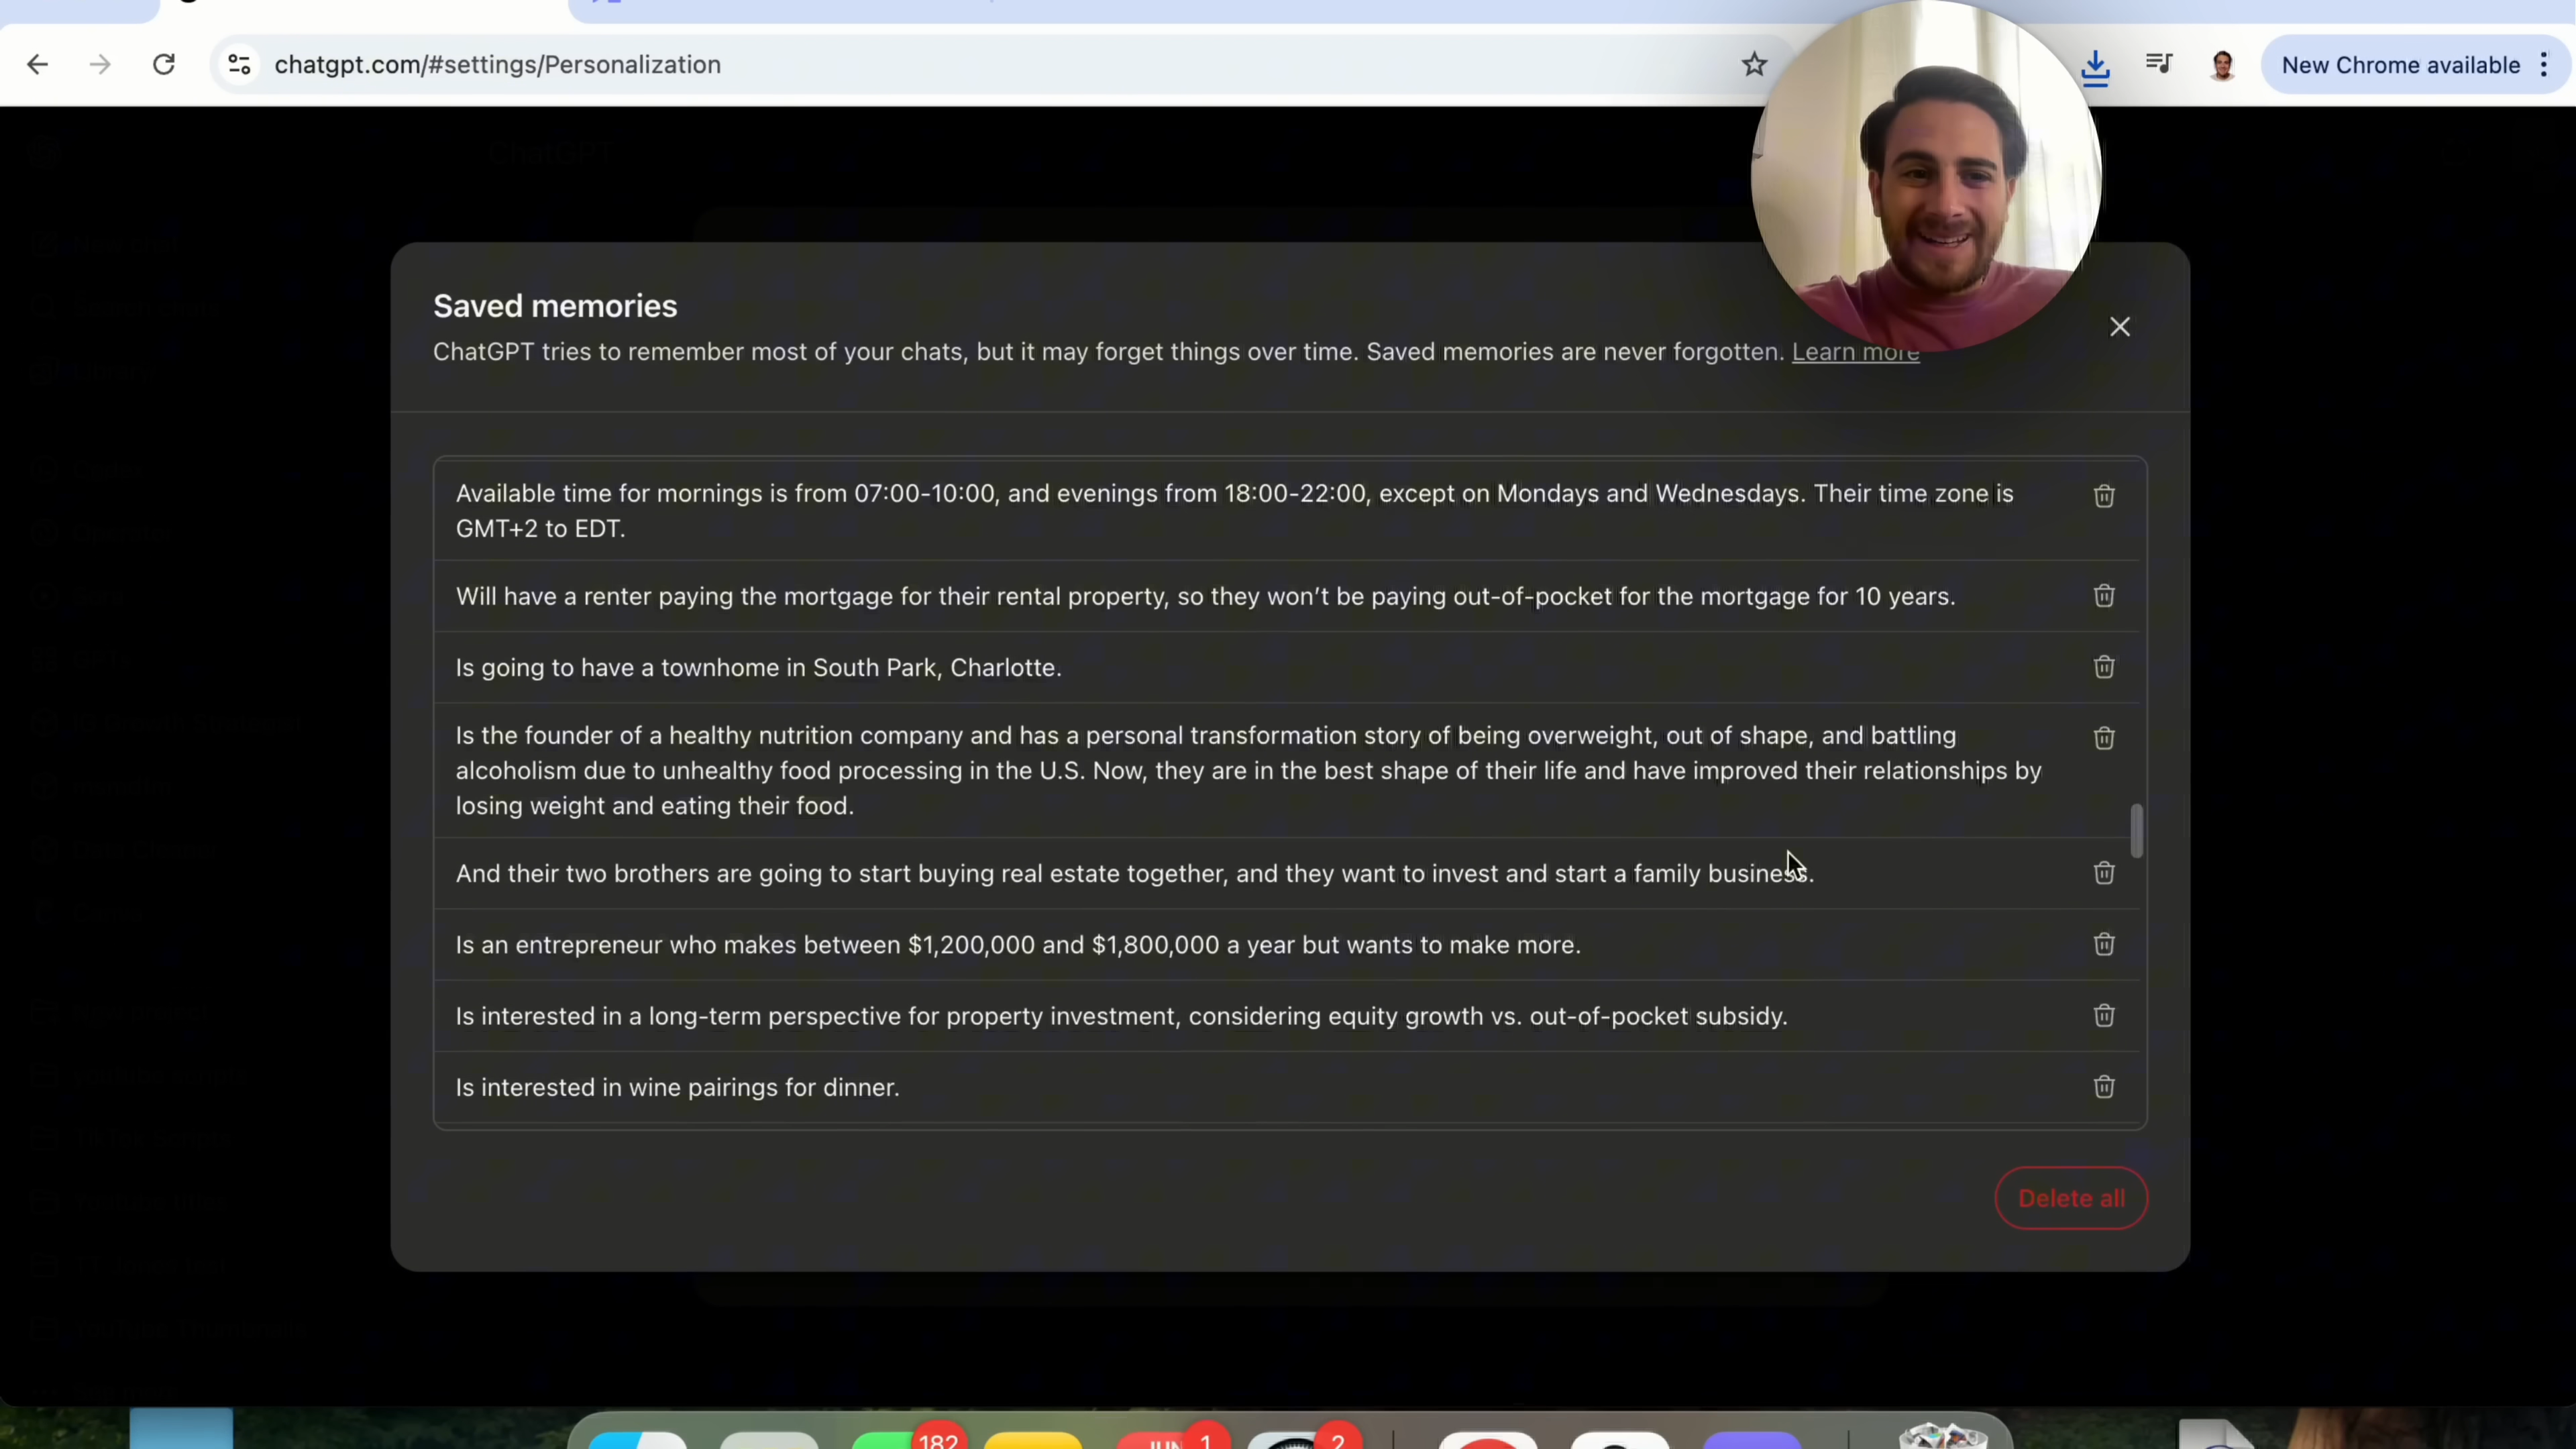 chatgpt.com/#settings/Personalization
New Chrome available
ChatGPT
Saved memories
ChatGPT tries to remember most of your chats, but it may forget things over time. Saved memories are never forgotten. Learn more
Available time for mornings is from 07:00-10:00, and evenings from 18:00-22:00, except on Mondays and Wednesdays. Their time zone is
GMT+2 to EDT.
Will have a renter paying the mortgage for their rental property, so they won’t be paying out-of-pocket for the mortgage for 10 years.
Is going to have a townhome in South Park, Charlotte.
Is the founder of a healthy nutrition company and has a personal transformation story of being overweight, out of shape, and battling
alcoholism due to unhealthy food processing in the U.S. Now, they are in the best shape of their life and have improved their relationships by
losing weight and eating their food.
And their two brothers are going to start buying real estate together, and they want to invest and start a family business.
Is an entrepreneur who makes between $1,200,000 and $1,800,000 a year but wants to make more.
Is interested in a long-term perspective for property investment, considering equity growth vs. out-of-pocket subsidy.
Is interested in wine pairings for dinner.
Delete all
182
JUN
1
2